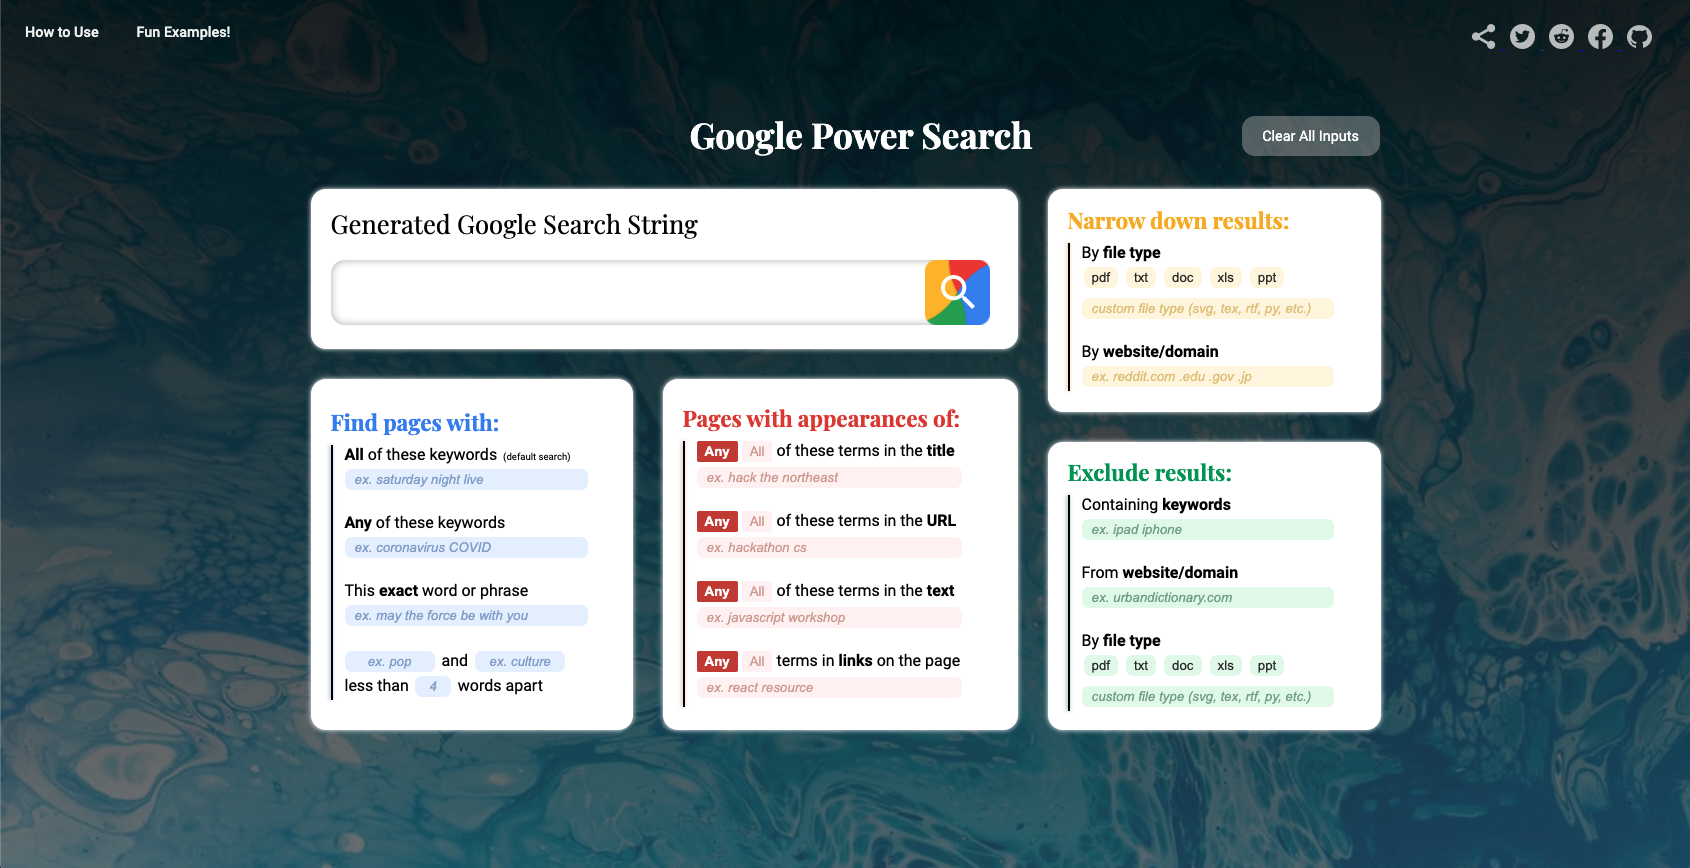 How to Use
Fun Examples!
Google Power Search
Clear All Inputs
Generated Google Search String
Narrow down results:
By file type
pdf txt doc xls ppt
custom file type (svg, tex, rtf, py, etc.)
By website/domain
ex. reddit.com .edu .gov .jp
Find pages with:
All of these keywords (default search)
ex. saturday night live
Any of these keywords
ex. coronavirus COVID
This exact word or phrase
ex. may the force be with you
ex. pop and ex. culture
less than 4 words apart
Pages with appearances of:
Any All of these terms in the title
ex. hack the northeast
Any All of these terms in the URL
ex. hackathon cs
Any All of these terms in the text
ex. javascript workshop
Any All terms in links on the page
ex. react resource
Exclude results:
Containing keywords
ex. ipad iphone
From website/domain
ex. urbandictionary.com
By file type
pdf txt doc xls ppt
custom file type (svg, tex, rtf, py, etc.)